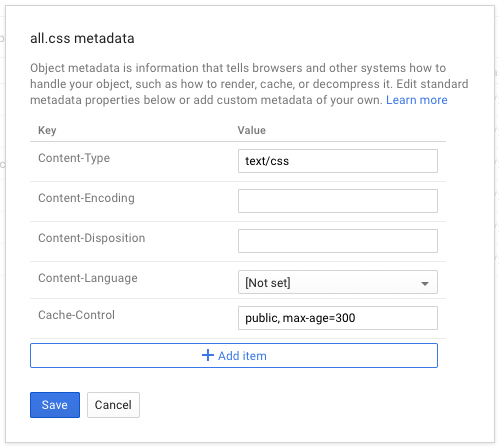 all.css metadata
Object metadata is information that tells browsers and other systems how to
handle your object, such as how to render, cache, or decompress it. Edit standard
metadata properties below or add custom metadata of your own. Learn more
Key Value
Content-Type text/css
Content-Encoding
Content-Disposition
Content-Language [Not set]
Cache-Control public, max-age=300
+ Add item
Save Cancel